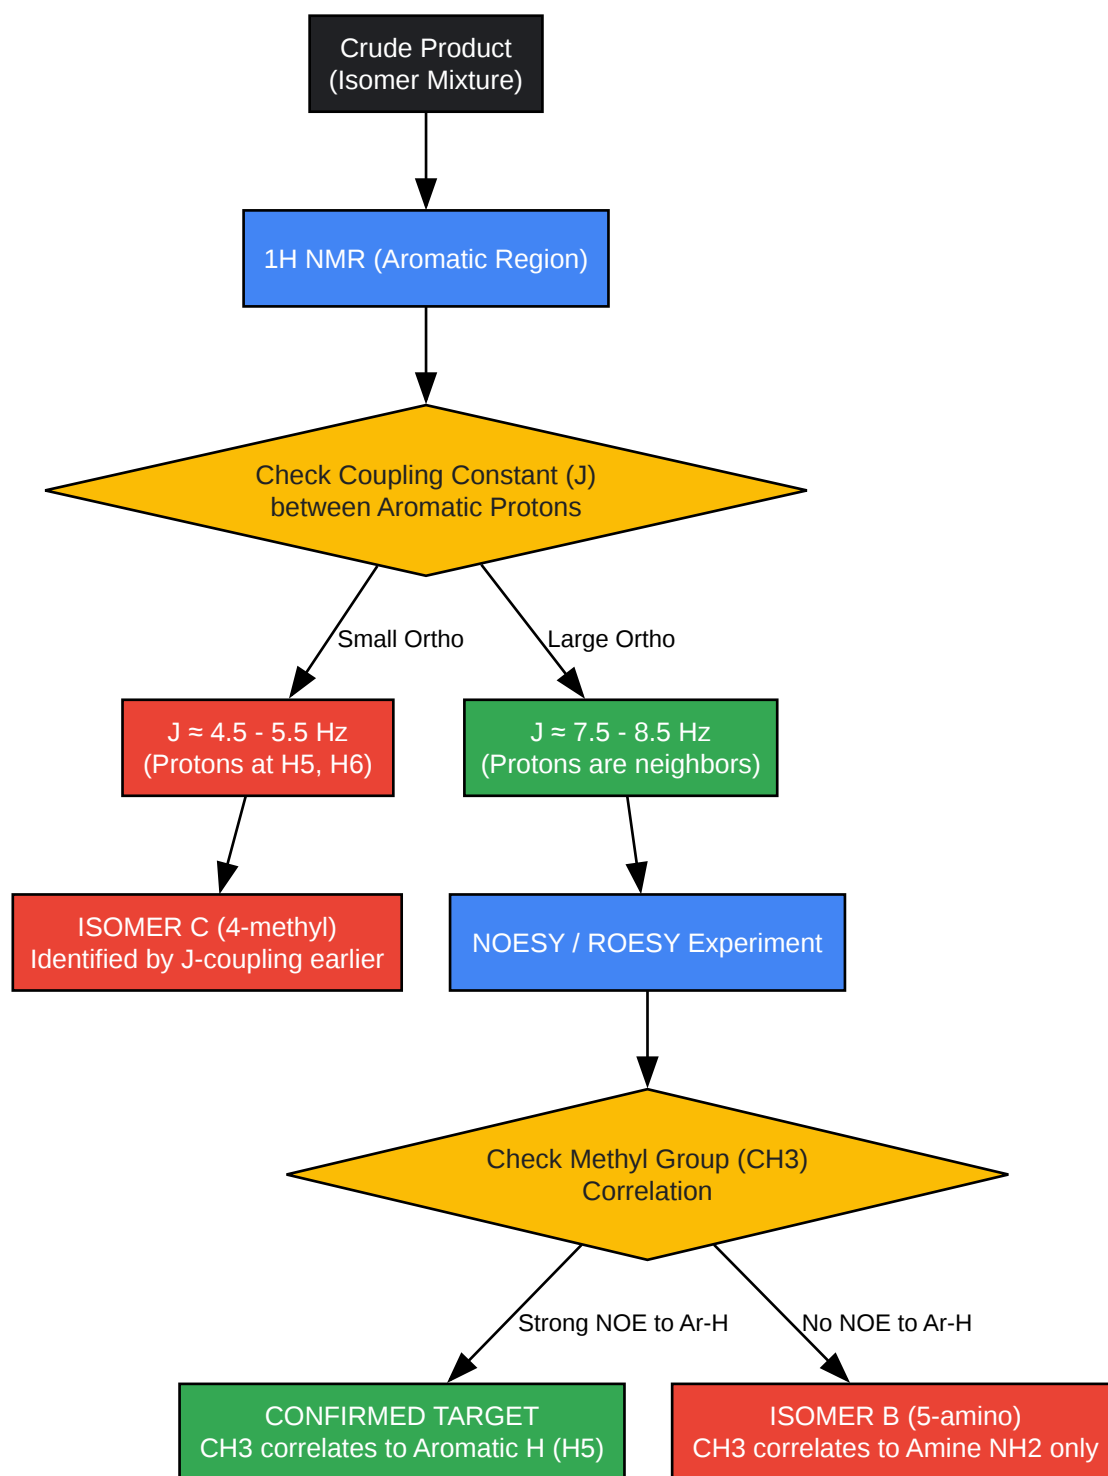 Crude Product
(Isomer Mixture)
1H NMR (Aromatic Region)
Check Coupling Constant (J)
between Aromatic Protons
Small Ortho
Large Ortho
J ≈ 4.5 - 5.5 Hz
(Protons at H5, H6)
J ≈ 7.5 - 8.5 Hz
(Protons are neighbors)
ISOMER C (4-methyl)
Identified by J-coupling earlier
NOESY / ROESY Experiment
Check Methyl Group (CH3)
Correlation
Strong NOE to Ar-H
No NOE to Ar-H
CONFIRMED TARGET
CH3 correlates to Aromatic H (H5)
ISOMER B (5-amino)
CH3 correlates to Amine NH2 only